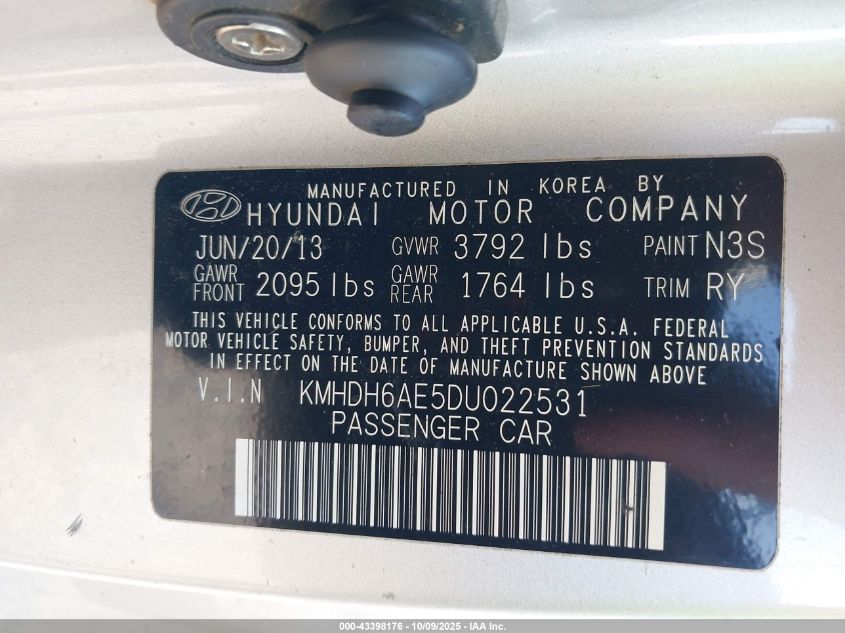 MANUFACTURED IN KOREA BY
HYUNDAI MOTOR COMPANY
JUN/20/13 GVWR 3792 lbs PAINT N3S
GAWR FRONT 2095 lbs GAWR REAR 1764 lbs TRIM RY
THIS VEHICLE CONFORMS TO ALL APPLICABLE U.S.A. FEDERAL
MOTOR VEHICLE SAFETY, BUMPER, AND THEFT PREVENTION STANDARDS
IN EFFECT ON THE DATE OF MANUFACTURE SHOWN ABOVE
V.I.N KMHDH6AE5DU022531
PASSENGER CAR
000-43398176 - 10/09/2025 - IAA Inc.